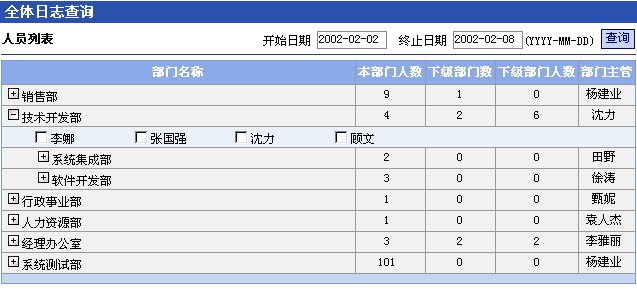 全体日志查询
人员列表 开始日期 2002-02-02 终止日期 2002-02-08 (YYYY-MM-DD) 查询
部门名称 本部门人数 下级部门数 下级部门人数 部门主管
销售部 9 1 0 杨建业
技术开发部 4 2 6 沈力
李娜 张国强 沈力 顾文
系统集成部 2 0 0 田野
软件开发部 3 0 0 徐涛
行政事业部 1 0 0 甄妮
人力资源部 1 0 0 袁人杰
经理办公室 3 2 2 李雅丽
系统测试部 101 0 0 杨建业